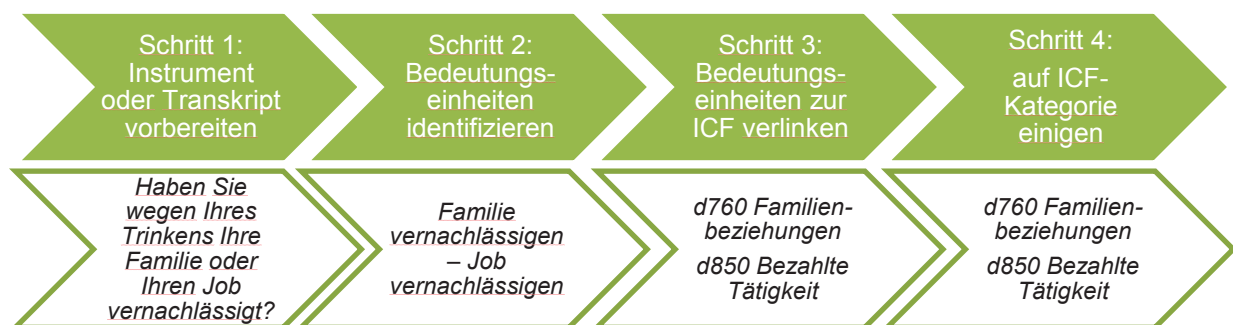 Schritt 1:
Instrument
oder Transkript
vorbereiten
Schritt 2:
Bedeutungs-
einheiten
identifizieren
Schritt 3:
Bedeutungs-
einheiten zur
ICF verlinken
Schritt 4:
auf ICF-
Kategorie
einigen
Haben Sie
wegen Ihres
Trinkens Ihre
Familie oder
Ihren Job
vernachlässigt?
Familie
vernachlässigen
– Job
vernachlässigen
d760 Familien-
beziehungen
d850 Bezahlte
Tätigkeit
d760 Familien-
beziehungen
d850 Bezahlte
Tätigkeit